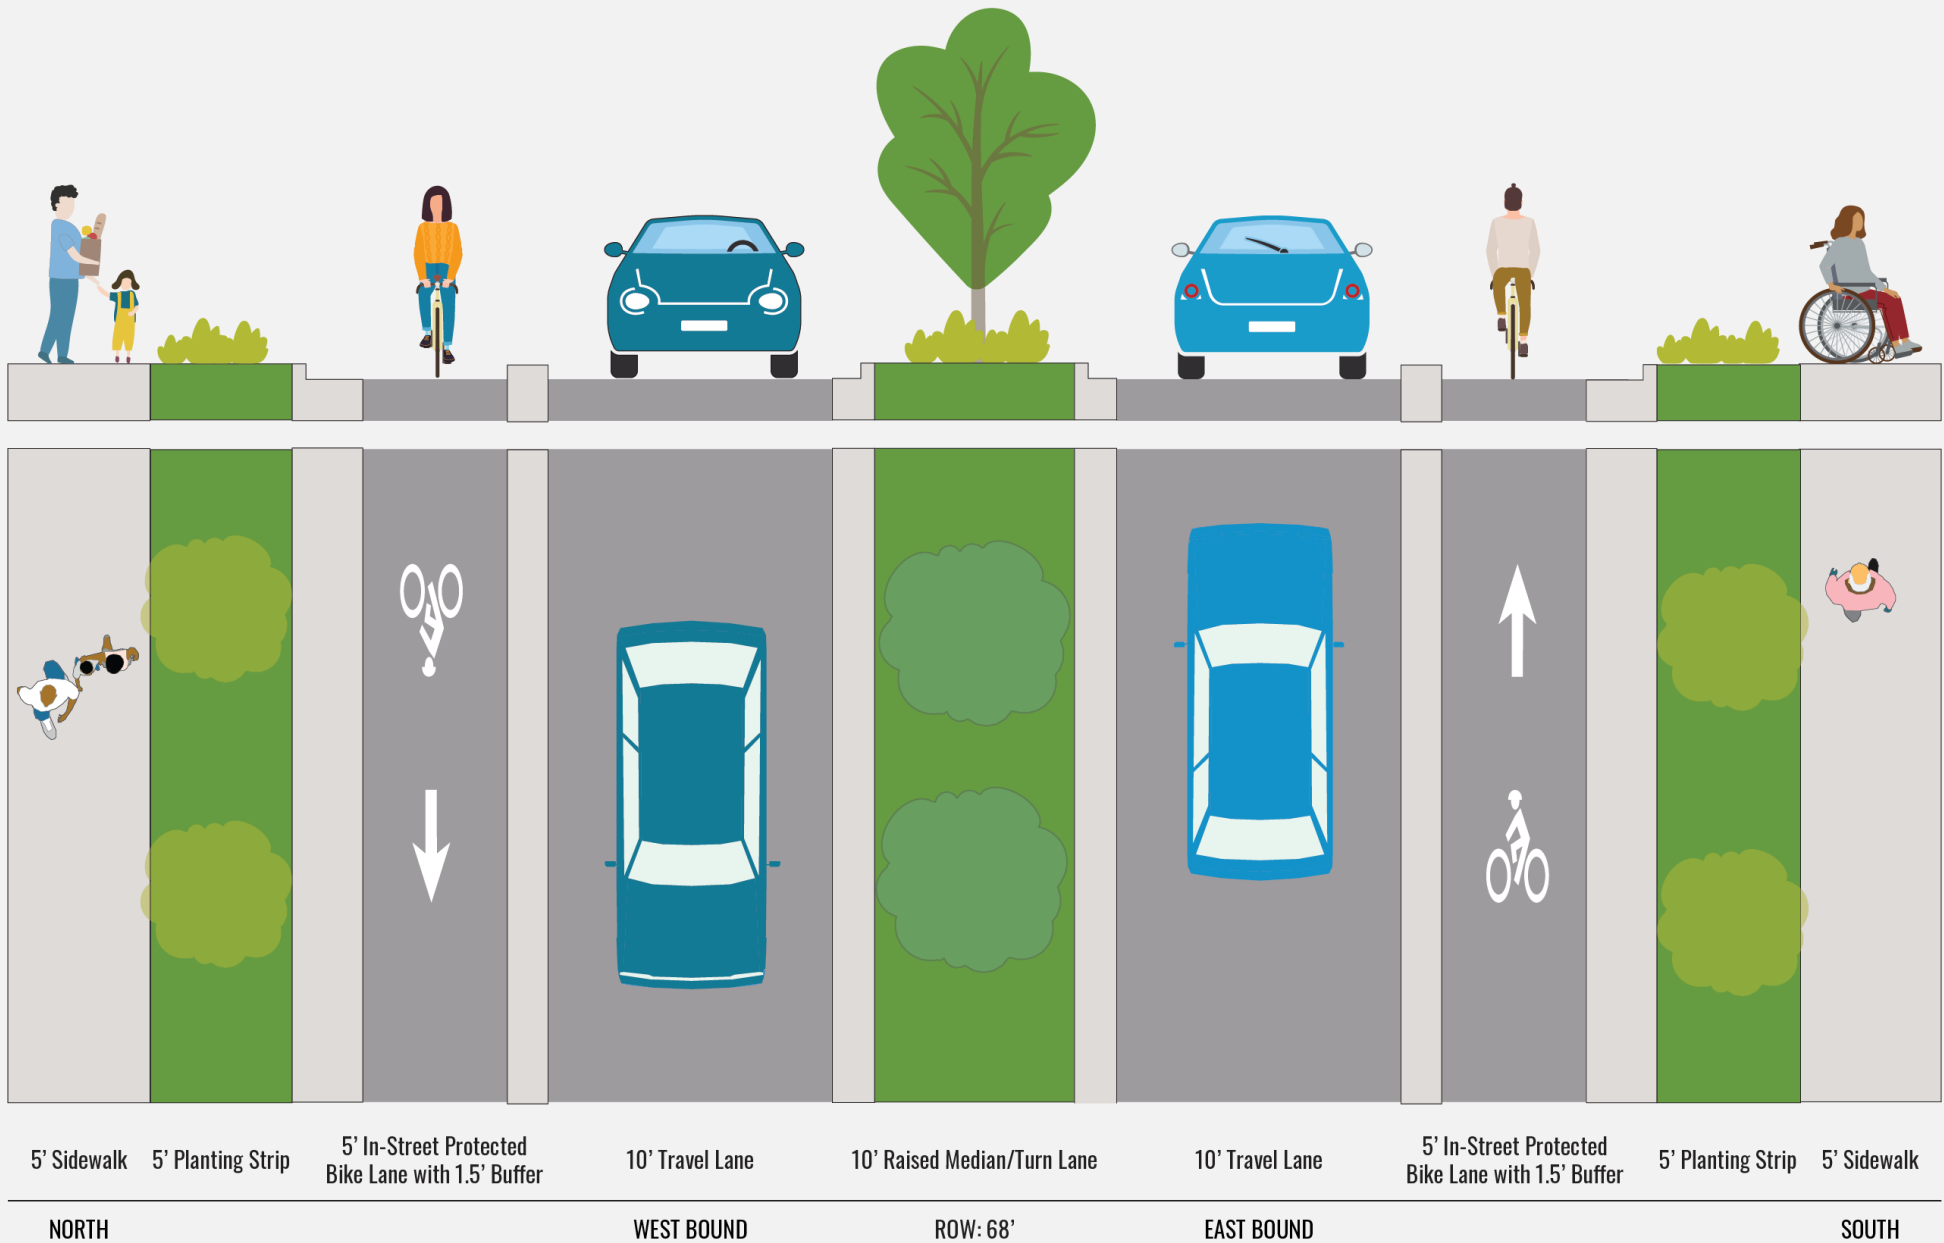 5’ Sidewalk
5’ Planting Strip
5’ In-Street Protected
Bike Lane with 1.5’ Buffer
10’ Travel Lane
10’ Raised Median/Turn Lane
10’ Travel Lane
5’ In-Street Protected
Bike Lane with 1.5’ Buffer
5’ Planting Strip
5’ Sidewalk
NORTH
WEST BOUND
ROW: 68’
EAST BOUND
SOUTH